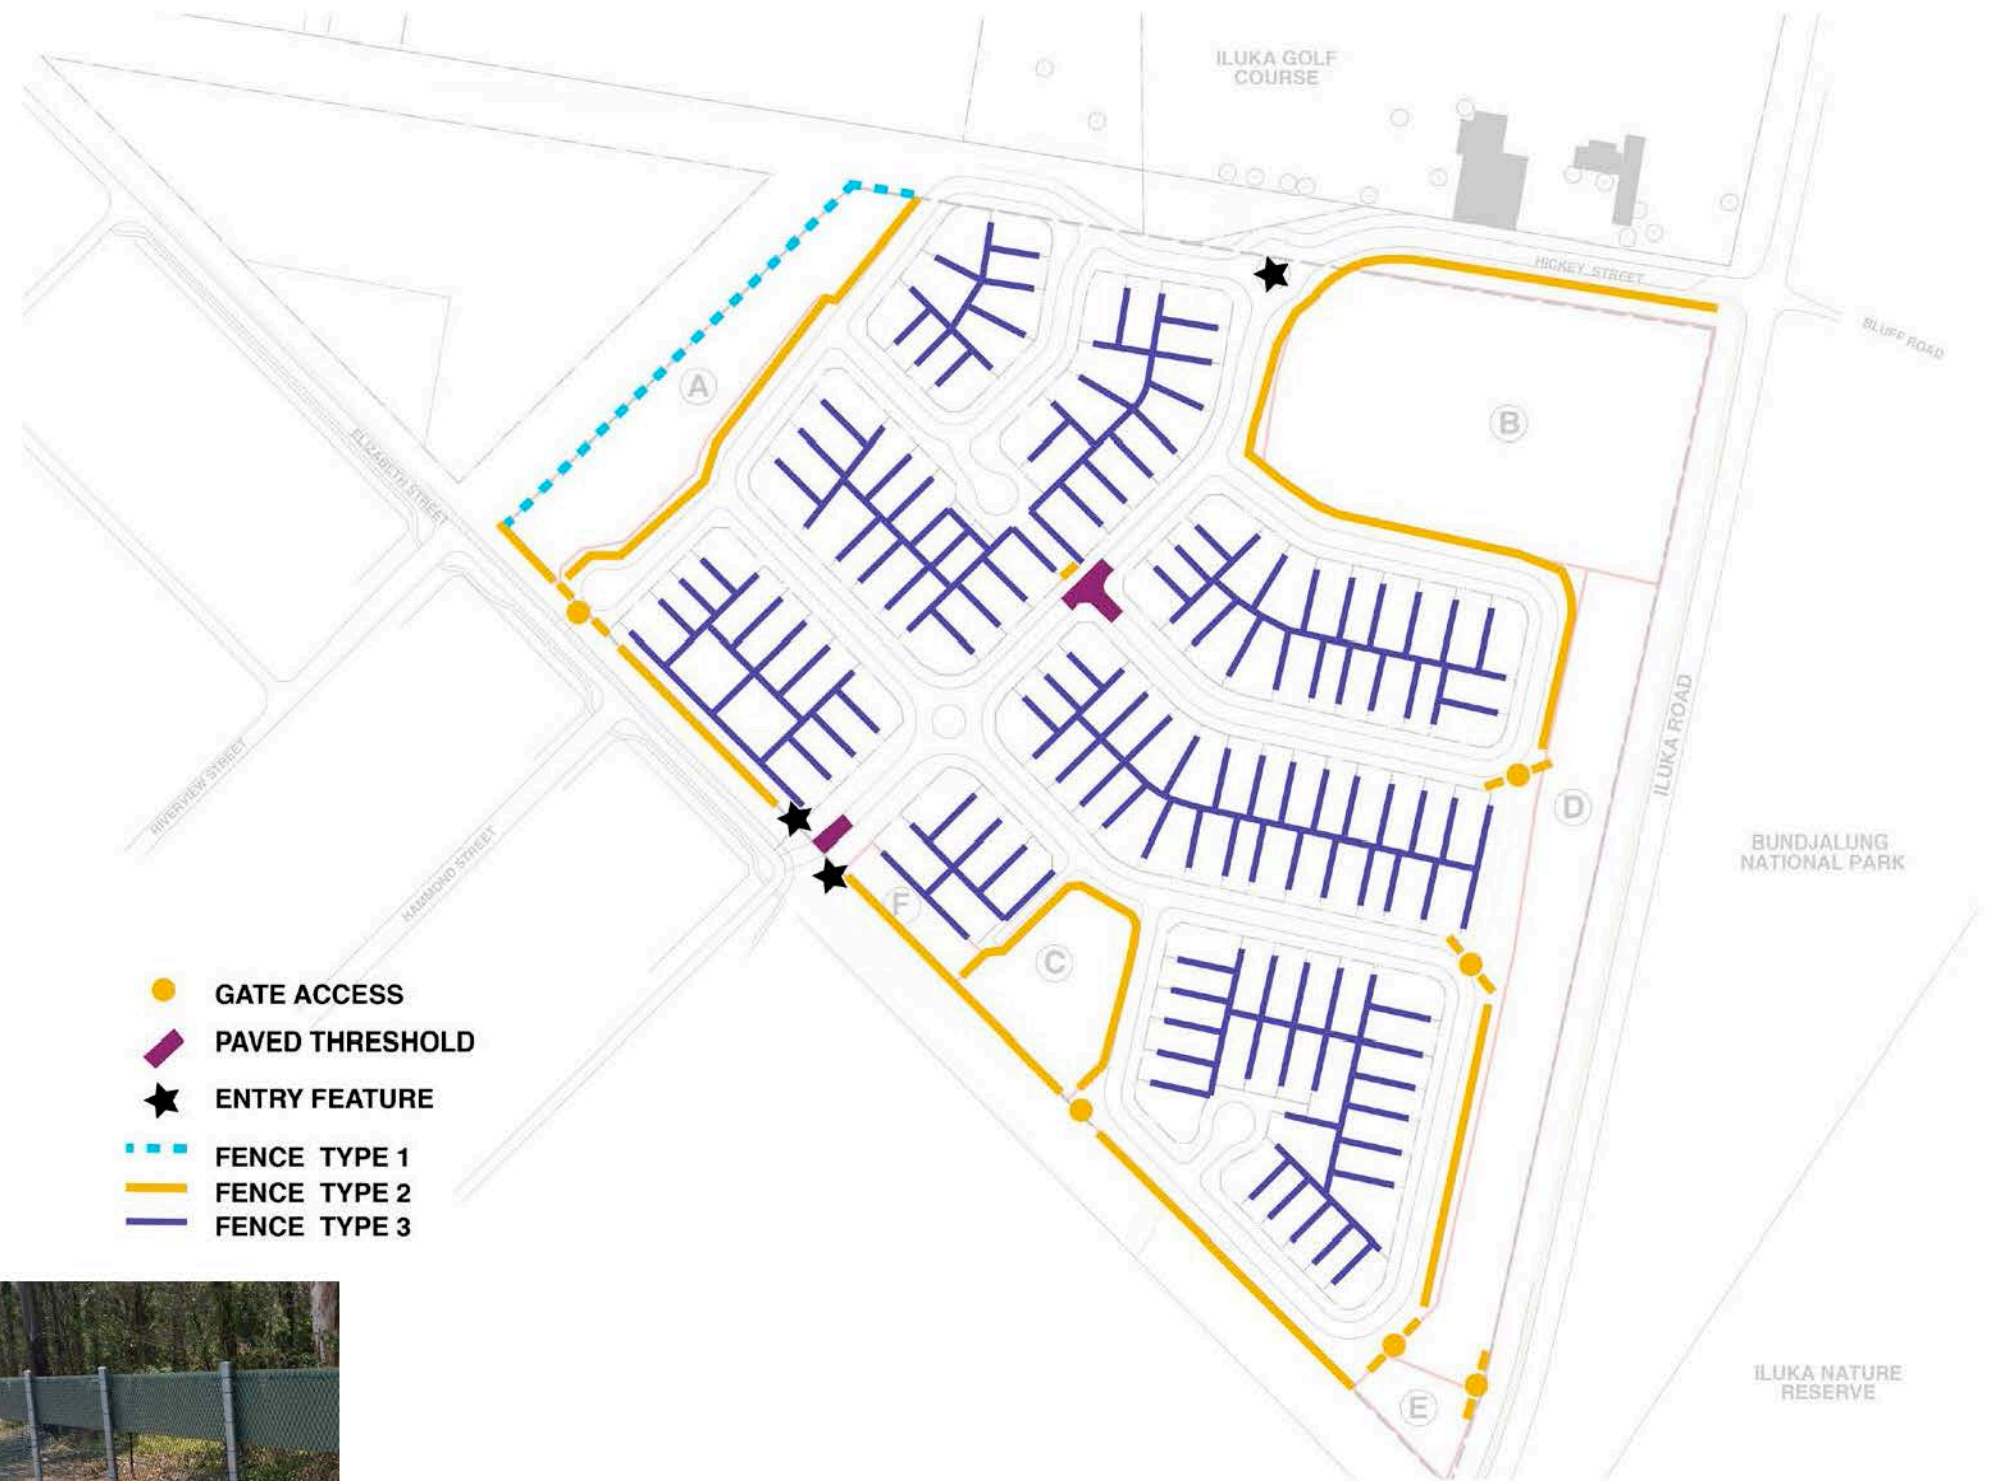 ILUKA GOLF
COURSE
HICKEY STREET
BLUFF ROAD
A
B
ELIZABETH STREET
ILUKA ROAD
RIVERVIEW STREET
D
BUNDJALUNG
NATIONAL PARK
HAMMOND STREET
F
C
GATE ACCESS
PAVED THRESHOLD
ENTRY FEATURE
FENCE TYPE 1
FENCE TYPE 2
FENCE TYPE 3
ILUKA NATURE
RESERVE
E